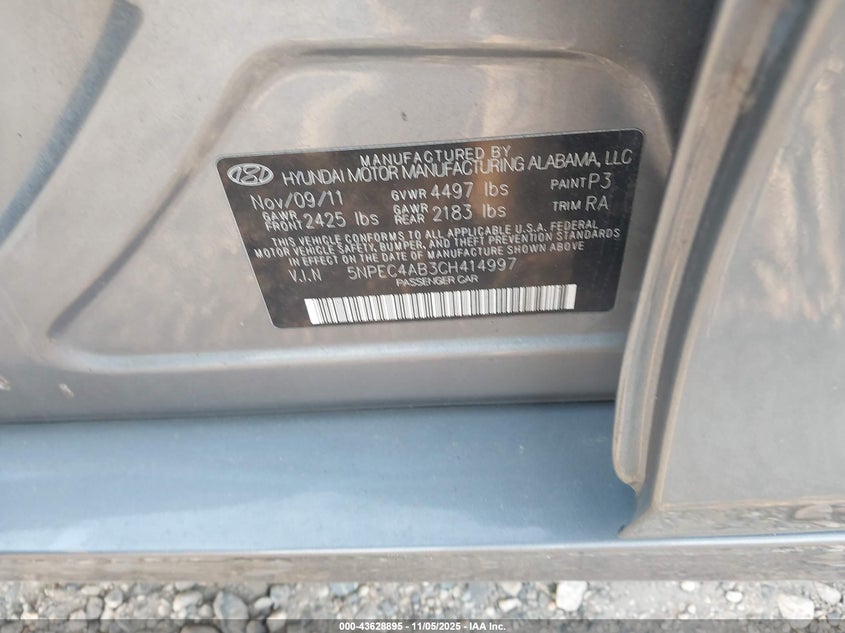 MANUFACTURED BY
HYUNDAI MOTOR MANUFACTURING ALABAMA, LLC
Nov/09/11 GVWR 4497 lbs PAINT P3
GAWR FRONT 2425 lbs GAWR REAR 2183 lbs TRIM RA
THIS VEHICLE CONFORMS TO ALL APPLICABLE U.S.A. FEDERAL
MOTOR VEHICLE SAFETY, BUMPER, AND THEFT PREVENTION STANDARDS
IN EFFECT ON THE DATE OF MANUFACTURE SHOWN ABOVE
V.I.N 5NPEC4AB3CH414997
PASSENGER CAR
000-43628895 - 11/05/2025 - IAA Inc.